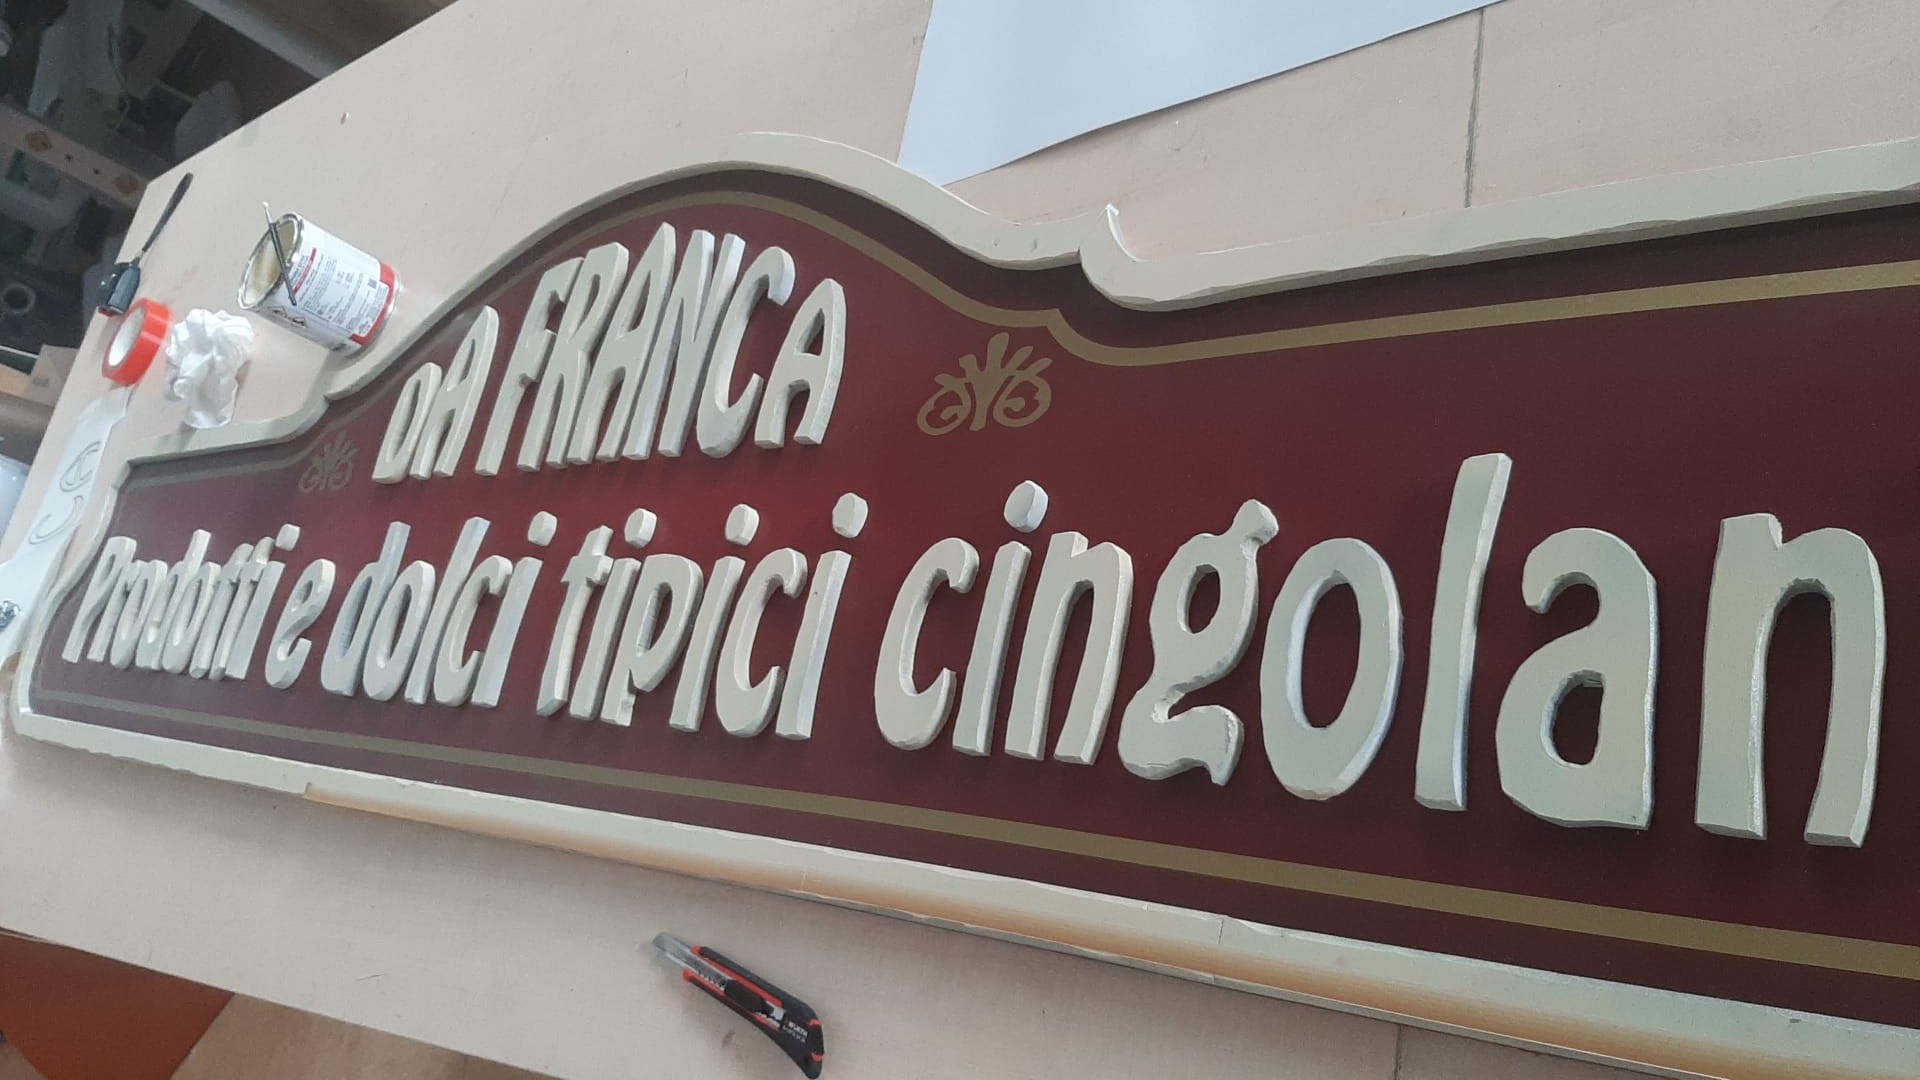 DA FRANCA
Prodotti e dolci tipici cingolan